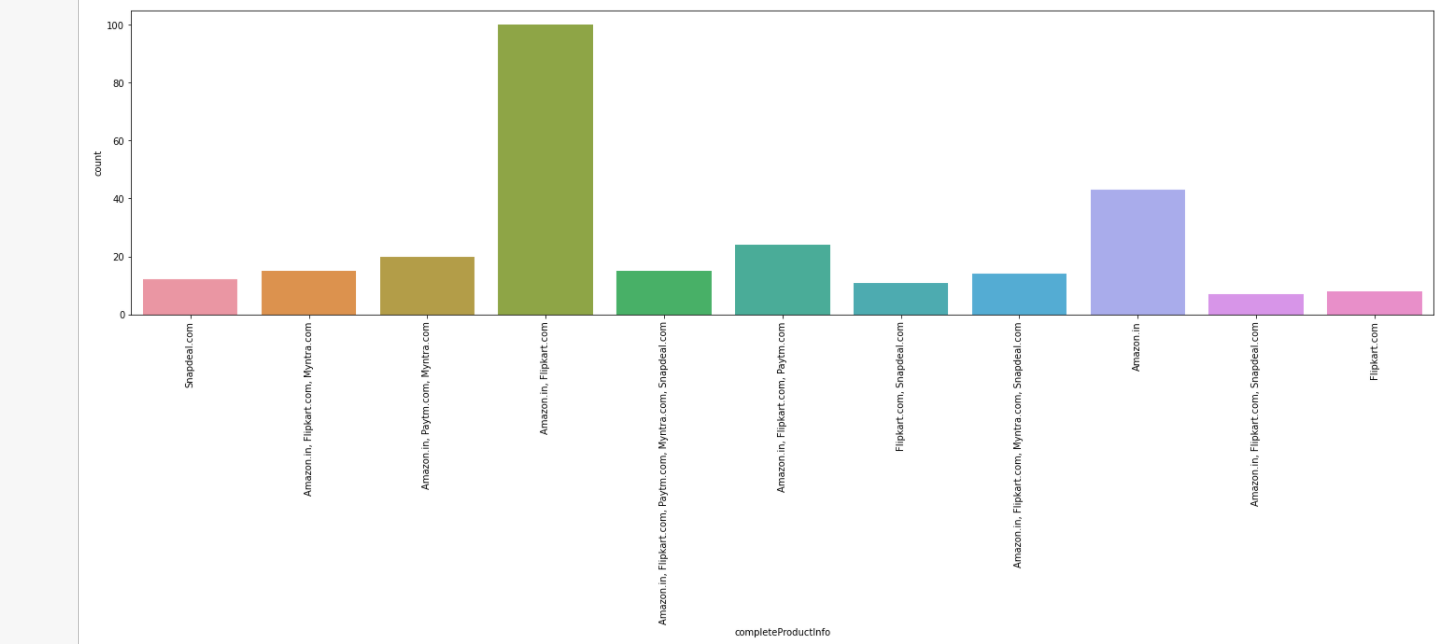 100
80
60
40
20
0
count
Snapdeal.com
Amazon.in, Flipkart.com, Myntra.com
Amazon.in, Paytm.com, Myntra.com
Amazon.in, Flipkart.com
Amazon.in, Flipkart.com, Paytm.com, Myntra.com, Snapdeal.com
Amazon.in, Flipkart.com, Paytm.com
Flipkart.com, Snapdeal.com
Amazon.in, Flipkart.com, Myntra.com, Snapdeal.com
Amazon.in
Amazon.in, Flipkart.com, Snapdeal.com
Flipkart.com
completeProductInfo